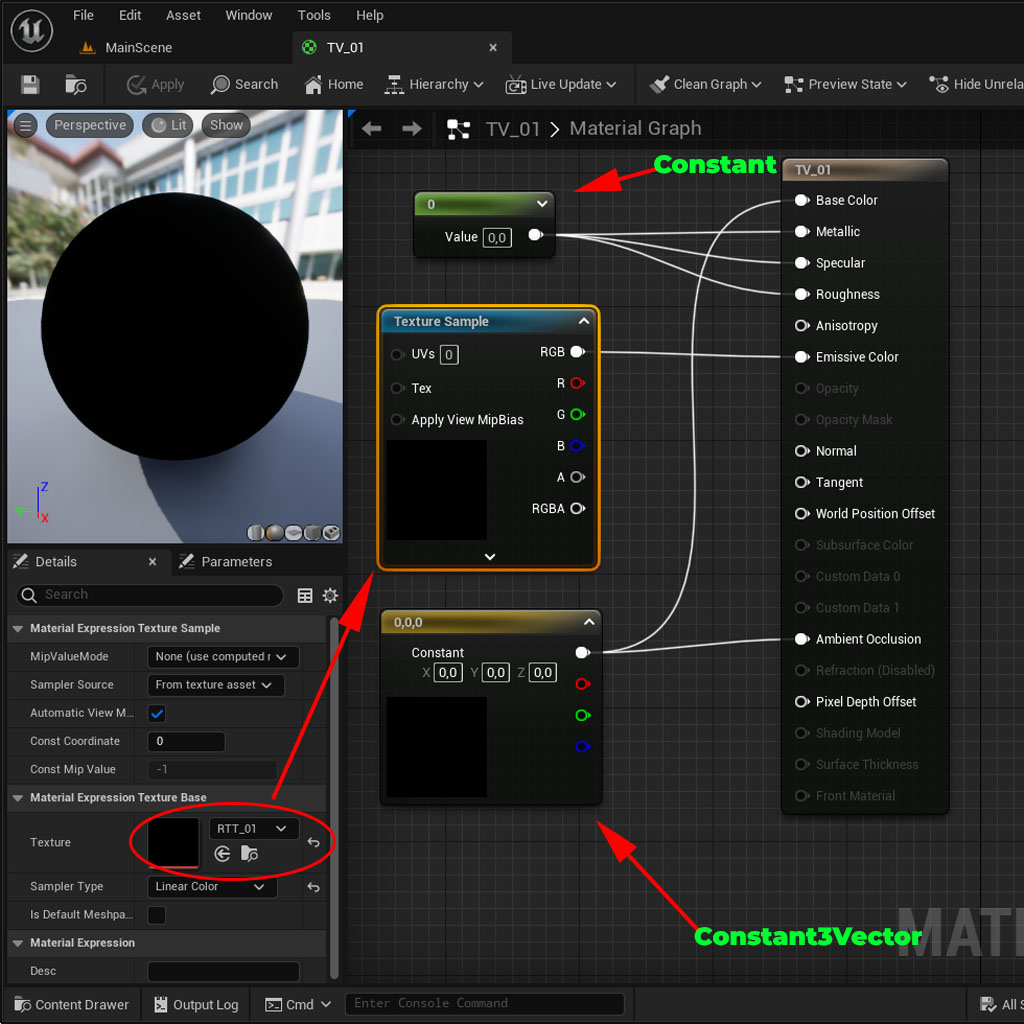 File Edit Asset Window Tools Help
MainScene
TV_01
Apply
Search
Home
Hierarchy
Live Update
Clean Graph
Preview State
Hide Unrela
Perspective
Lit
Show
TV_01 > Material Graph
Constant
0
Value 0,0
Texture Sample
UVs 0
Tex
Apply View MipBias
RGB
R
G
B
A
RGBA
0,0,0
Constant
X 0,0 Y 0,0 Z 0,0
Constant3Vector
TV_01
Base Color
Metallic
Specular
Roughness
Anisotropy
Emissive Color
Opacity
Opacity Mask
Normal
Tangent
World Position Offset
Subsurface Color
Custom Data 0
Custom Data 1
Ambient Occlusion
Refraction (Disabled)
Pixel Depth Offset
Shading Model
Surface Thickness
Front Material
MATE
Z
Y
X
Details
Parameters
Search
Material Expression Texture Sample
MipValueMode None (use computed r
Sampler Source From texture asset
Automatic View M...
Const Coordinate 0
Const Mip Value -1
Material Expression Texture Base
Texture RTT_01
Sampler Type Linear Color
Is Default Meshpa...
Material Expression
Desc
Content Drawer
Output Log
Cmd
Enter Console Command
All S